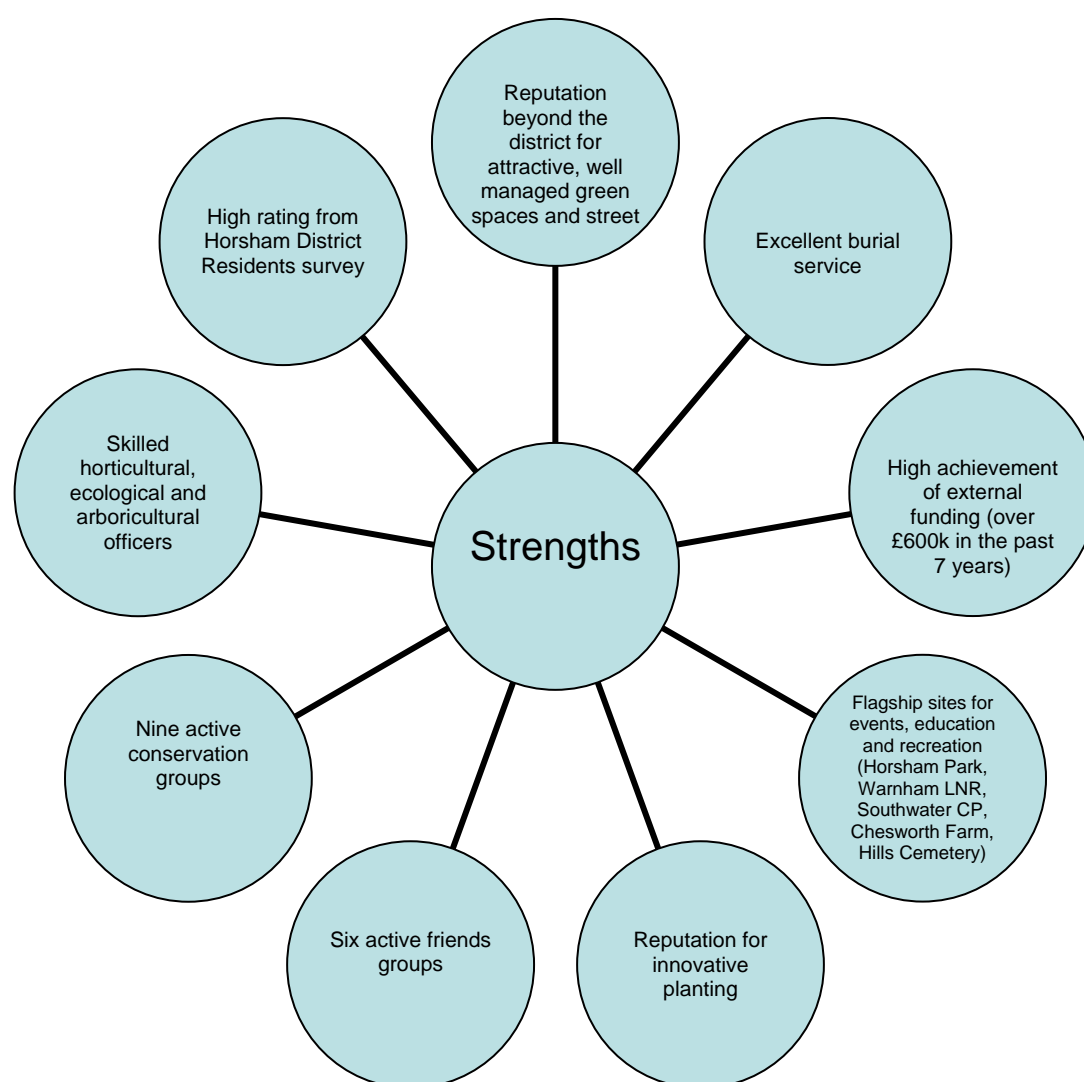 Reputation
beyond the
district for
attractive, well
managed green
spaces and street
High rating from
Horsham District
Residents survey
Excellent burial
service
Skilled
horticultural,
ecological and
arboricultural
officers
Strengths
High achievement
of external
funding (over
£600k in the past
7 years)
Nine active
conservation
groups
Flagship sites for
events, education
and recreation
(Horsham Park,
Warnham LNR,
Southwater CP,
Chesworth Farm,
Hills Cemetery)
Six active friends
groups
Reputation for
innovative
planting